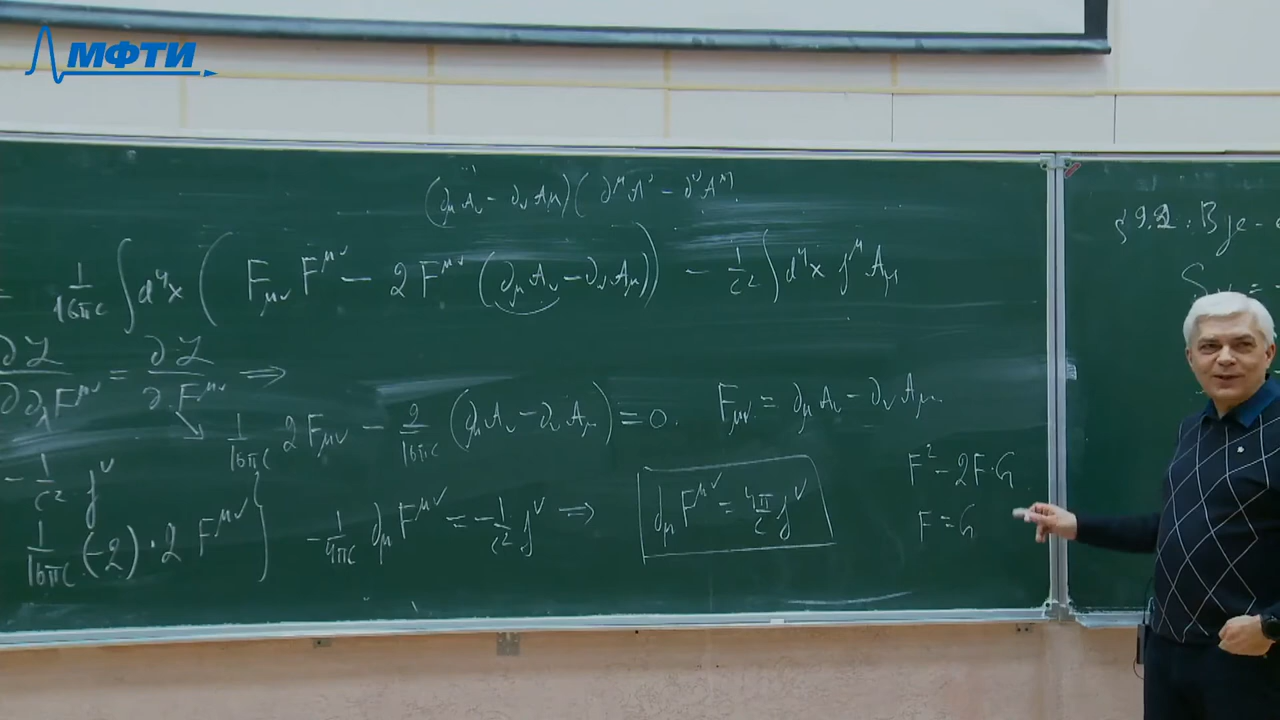 МФТИ
(∂_μ A_ν − ∂_ν A_μ)(∂^μ A^ν − ∂^ν A^μ)
= 1/16πc ∫ d⁴x (F_μν F^μν − 2 F^μν (∂_μ A_ν − ∂_ν A_μ)) − 1/c² ∫ d⁴x j^μ A_μ
∂ℒ/∂∂_λ F^μν = ∂ℒ/∂F^μν ⇒
1/16πc 2F_μν − 2/16πc (∂_μ A_ν − ∂_ν A_μ) = 0. F_μν = ∂_μ A_ν − ∂_ν A_μ.
− 1/c² j^ν
1/16πc (−2)·2 F^μν } − 1/4πc ∂_μ F^μν = − 1/c² j^ν ⇒ ∂_μ F^μν = 4π/c j^ν
F² − 2F·G
F = G
§ 9.2.